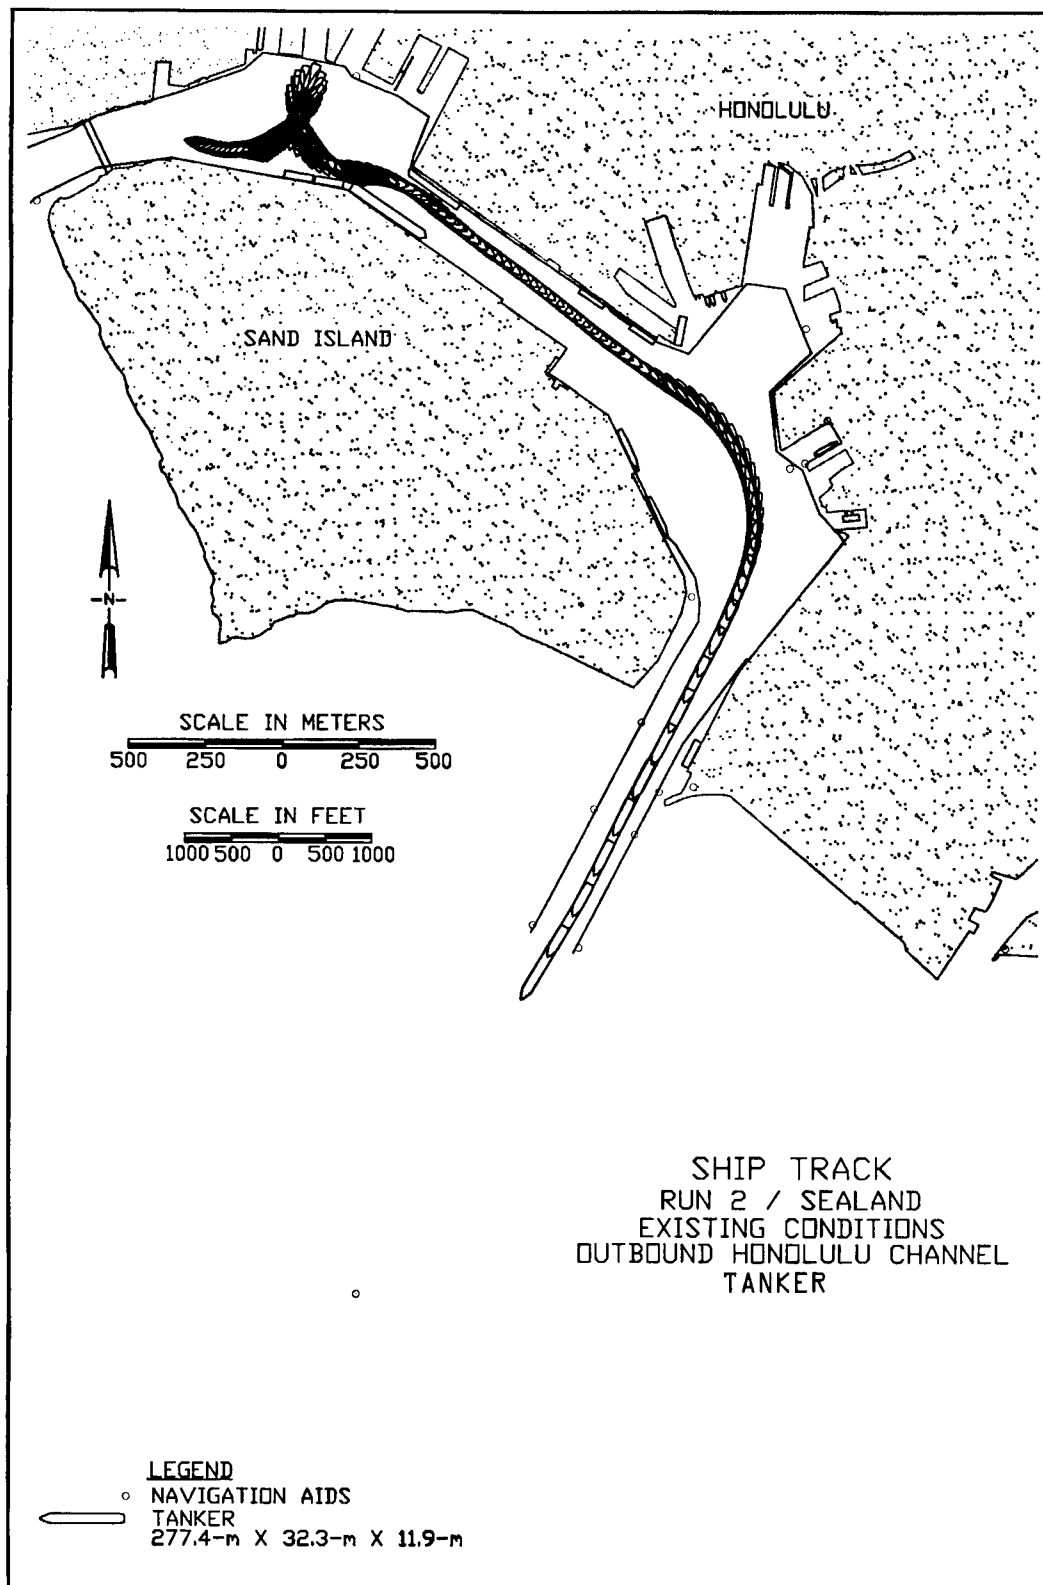 HONOLULU
SAND ISLAND
-N-
SCALE IN METERS
500 250 0 250 500
SCALE IN FEET
1000 500 0 500 1000
SHIP TRACK
RUN 2 / SEALAND
EXISTING CONDITIONS
OUTBOUND HONOLULU CHANNEL
TANKER
LEGEND
NAVIGATION AIDS
TANKER
277.4-m X 32.3-m X 11.9-m